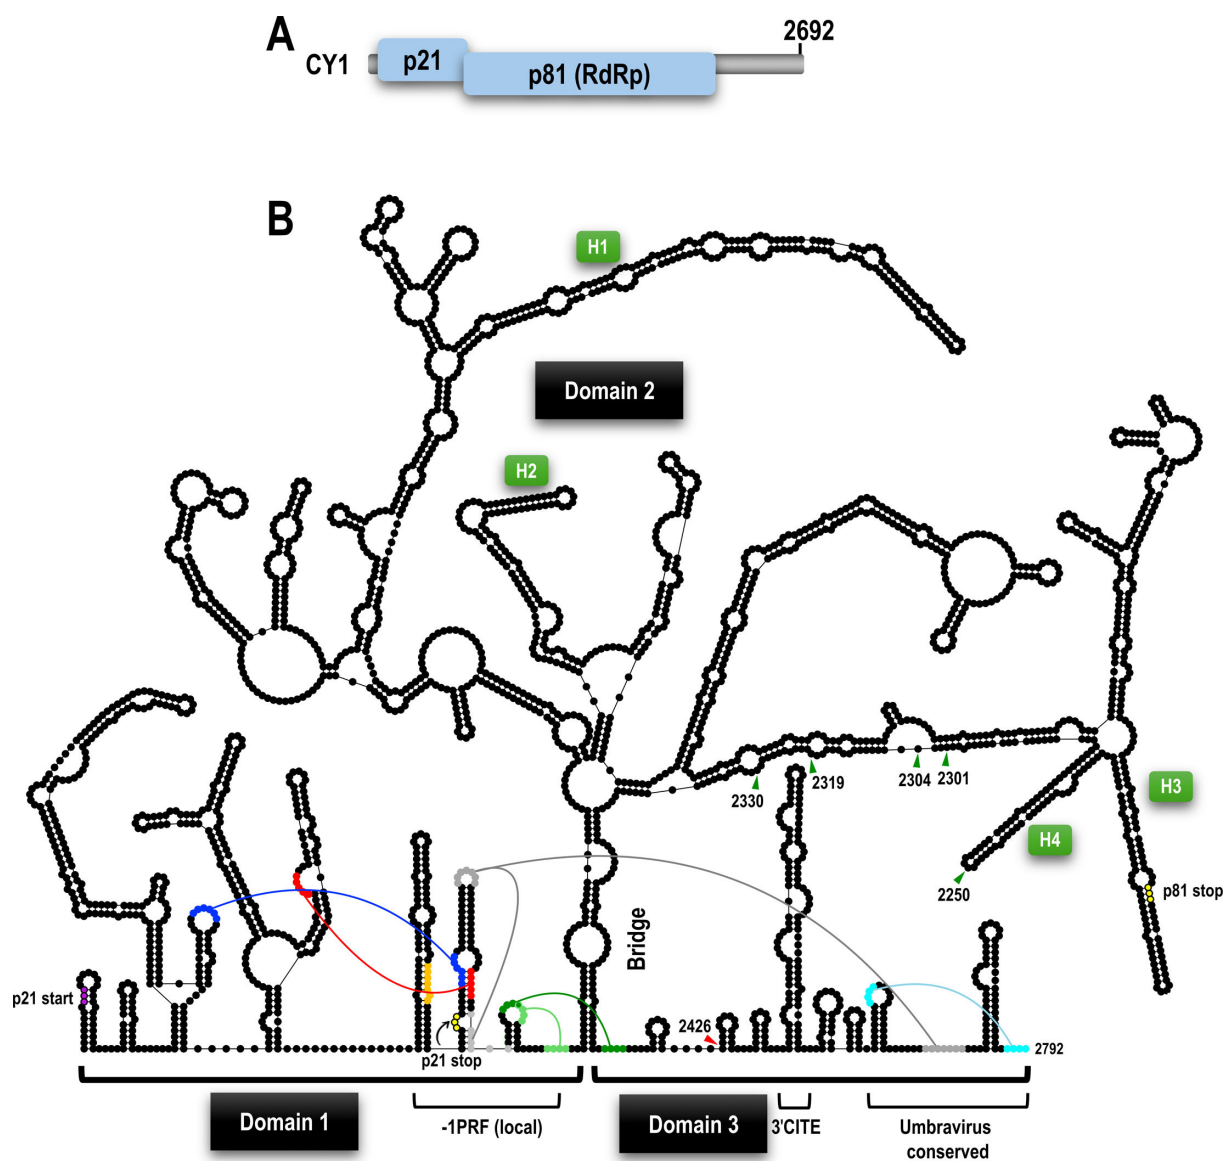 A
2692
CY1
p21
p81 (RdRp)
B
H1
Domain 2
H2
2330
2319
2304
2301
H3
H4
2250
p81 stop
Bridge
p21 start
2426
p21 stop
2792
Domain 1
-1PRF (local)
Domain 3
3'CITE
Umbravirus
conserved